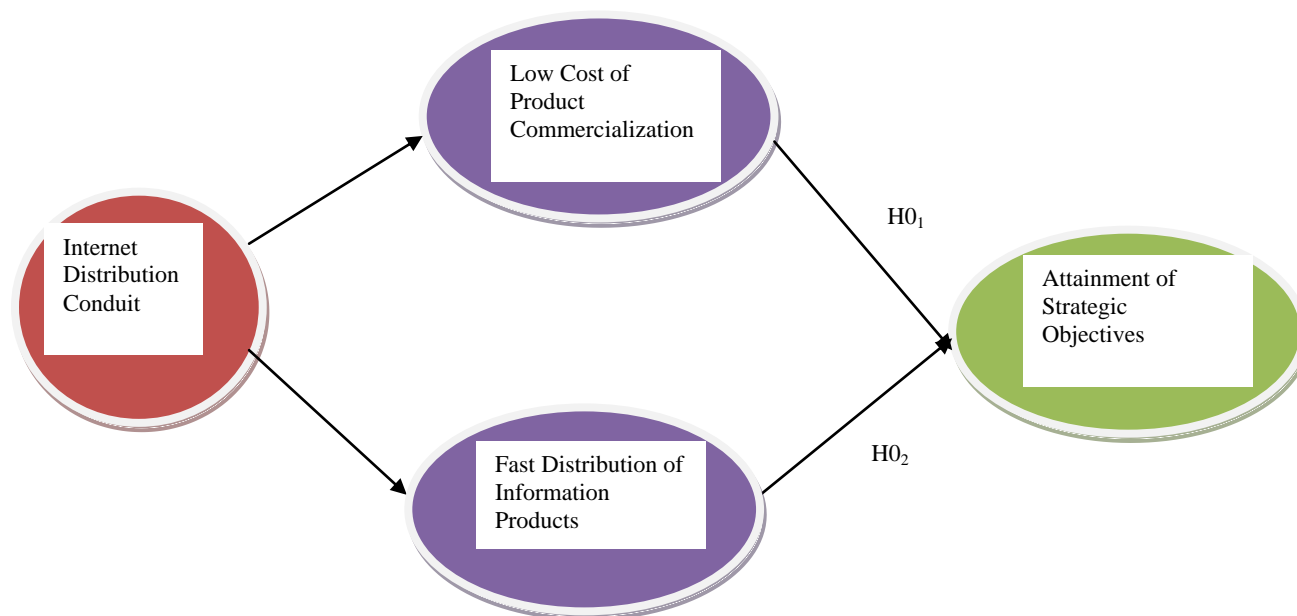 Low Cost of
Product
Commercialization
H0₁
Internet
Distribution
Conduit
Attainment of
Strategic
Objectives
H0₂
Fast Distribution of
Information
Products